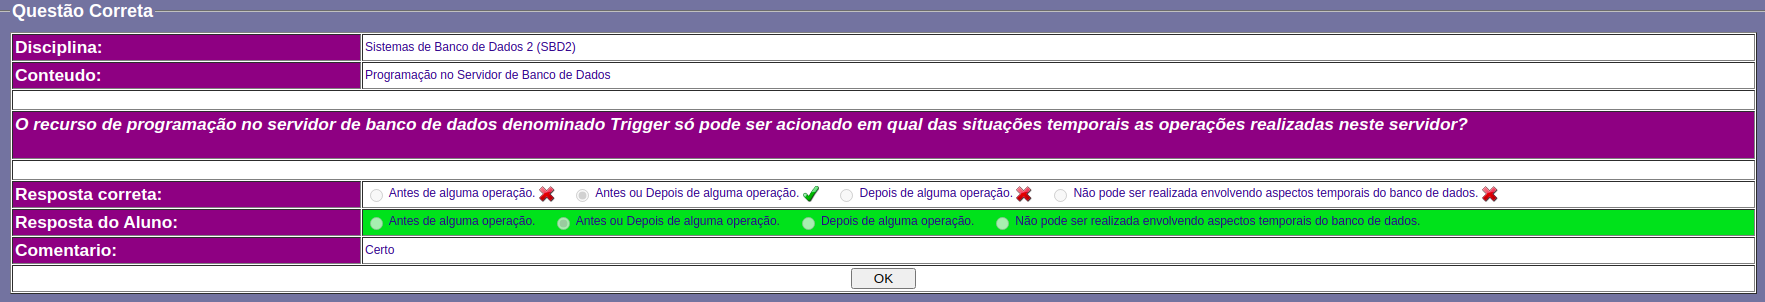 Questão Correta
Disciplina: Sistemas de Banco de Dados 2 (SBD2)
Conteudo: Programação no Servidor de Banco de Dados
O recurso de programação no servidor de banco de dados denominado Trigger só pode ser acionado em qual das situações temporais as operações realizadas neste servidor?
Resposta correta: Antes de alguma operação. Antes ou Depois de alguma operação. Depois de alguma operação. Não pode ser realizada envolvendo aspectos temporais do banco de dados.
Resposta do Aluno: Antes de alguma operação. Antes ou Depois de alguma operação. Depois de alguma operação. Não pode ser realizada envolvendo aspectos temporais do banco de dados.
Comentario: Certo
OK